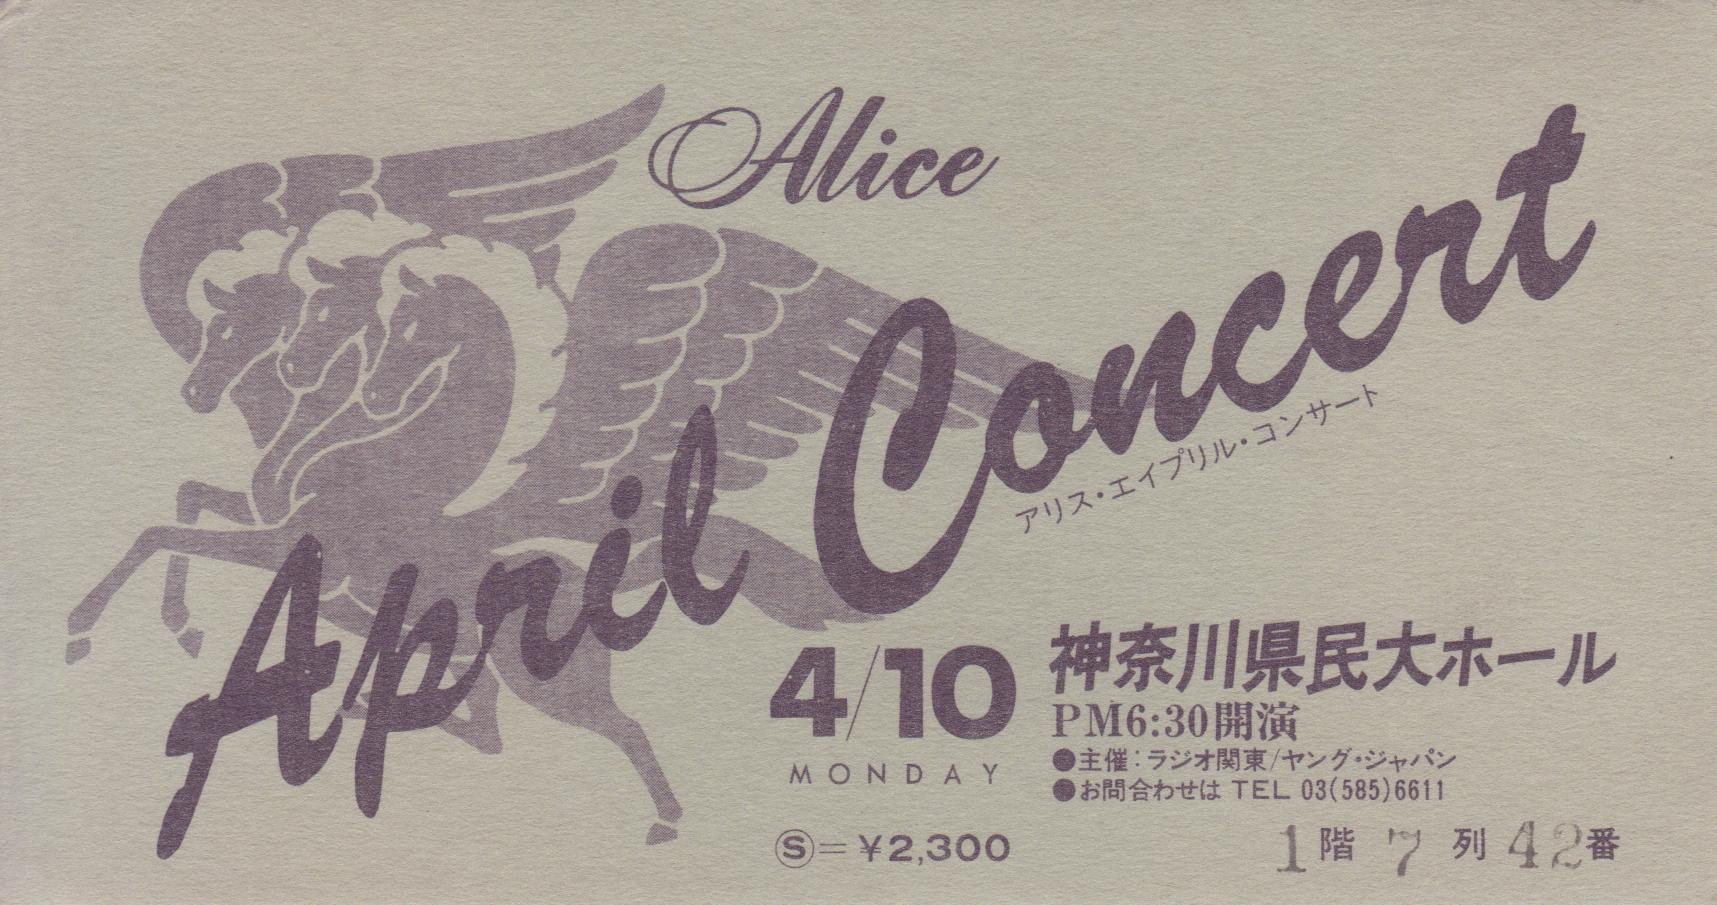 Alice
April Concert
アリス・エイプリル・コンサート
4/10
MONDAY
Ⓢ=¥2,300
神奈川県民大ホール
PM6:30開演
●主催:ラジオ関東/ヤング・ジャパン
●お問合わせは TEL 03(585)6611
1階 7列 42番